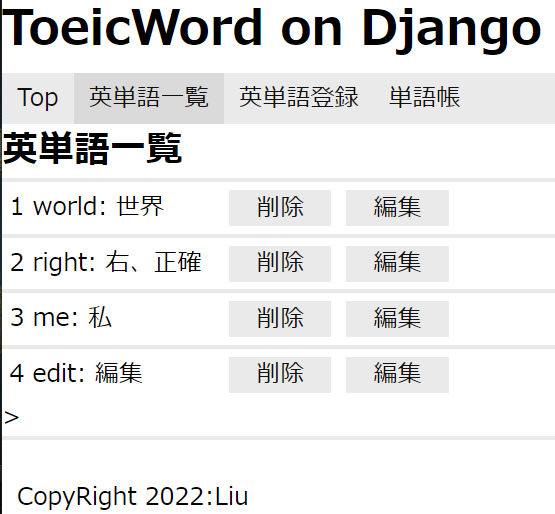 ToeicWord on Django
Top 英単語一覧 英単語登録 単語帳
英単語一覧
1 world: 世界 削除 編集
2 right: 右、正確 削除 編集
3 me: 私 削除 編集
4 edit: 編集 削除 編集
>
CopyRight 2022:Liu